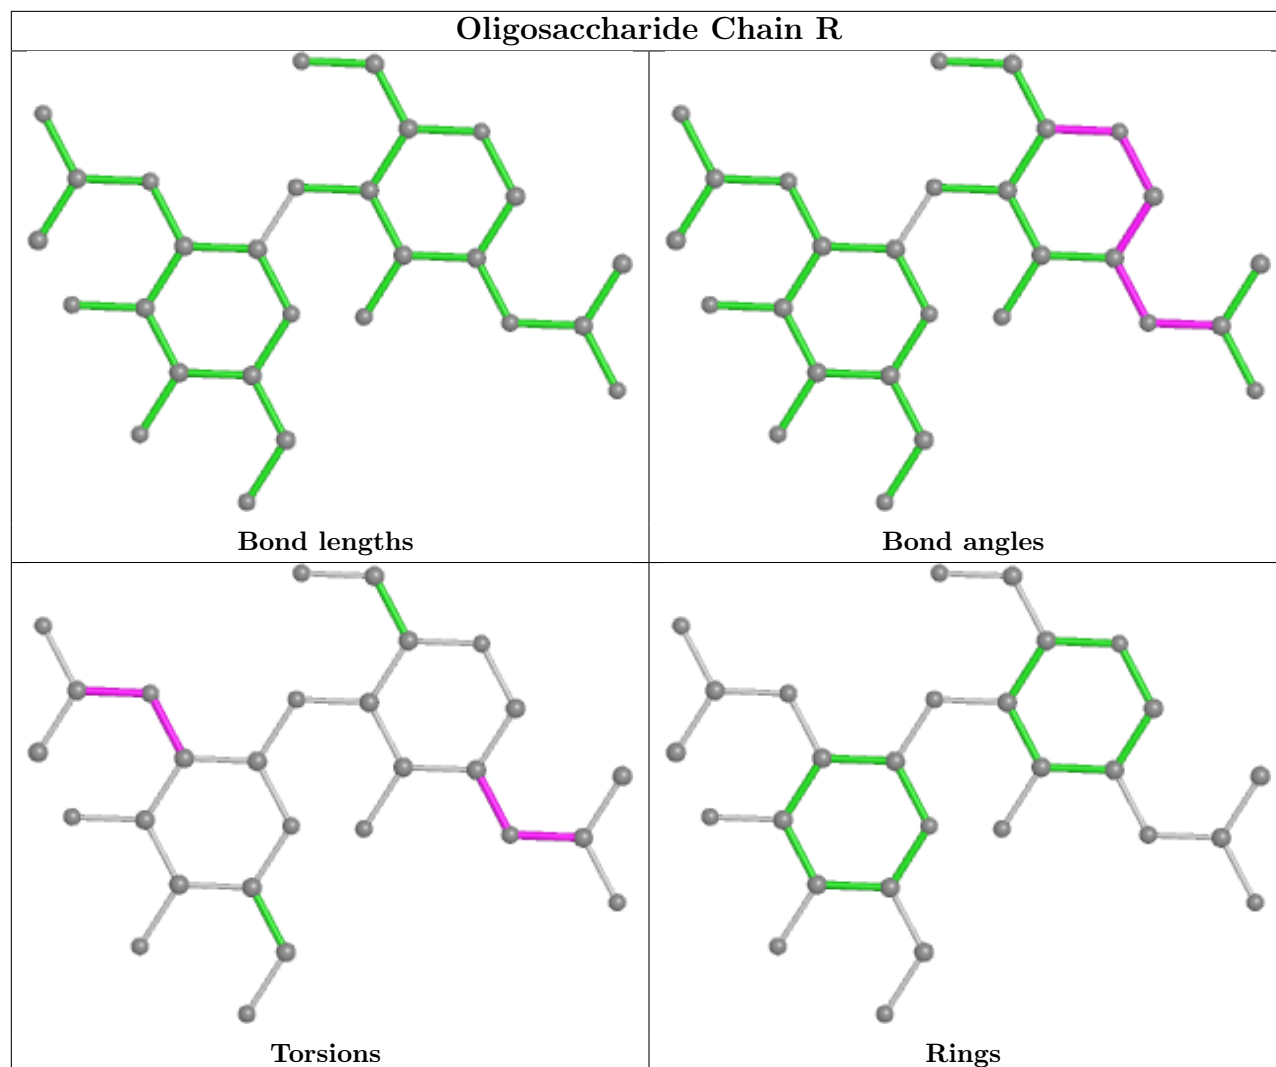 Oligosaccharide Chain R
Bond lengths
Bond angles
Torsions
Rings